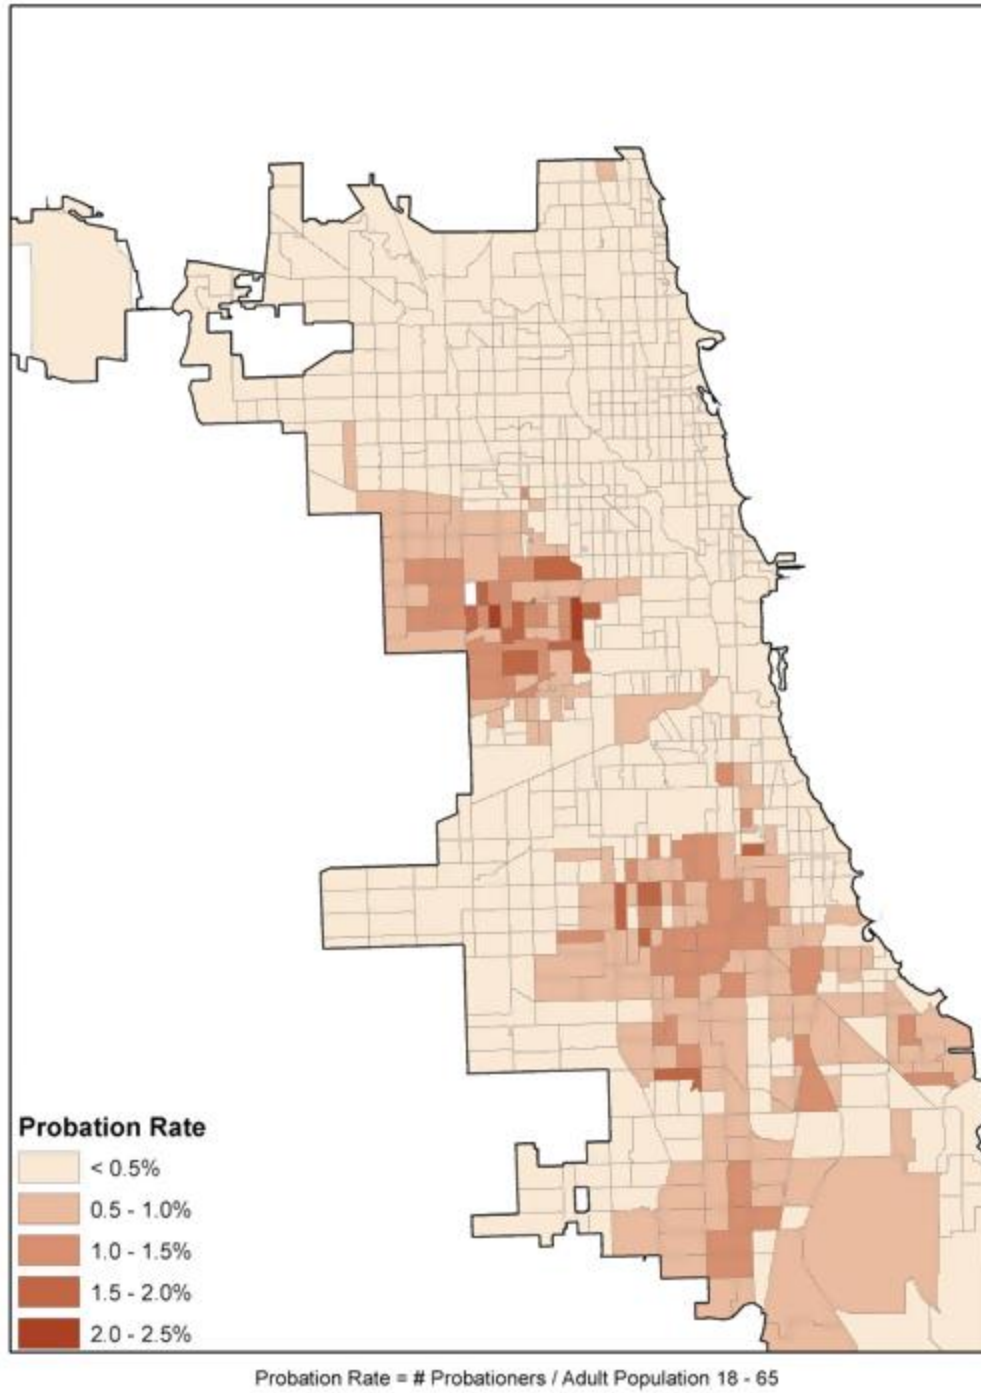 Probation Rate
< 0.5%
0.5 - 1.0%
1.0 - 1.5%
1.5 - 2.0%
2.0 - 2.5%
Probation Rate = # Probationers / Adult Population 18 - 65